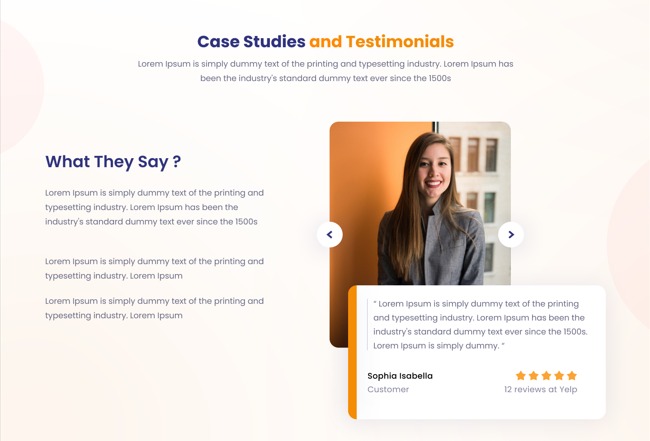 Case Studies and Testimonials
Lorem Ipsum is simply dummy text of the printing and typesetting industry. Lorem Ipsum has
been the industry's standard dummy text ever since the 1500s
What They Say ?
Lorem Ipsum is simply dummy text of the printing and
typesetting industry. Lorem Ipsum has been the
industry's standard dummy text ever since the 1500s
Lorem Ipsum is simply dummy text of the printing and
typesetting industry. Lorem Ipsum
Lorem Ipsum is simply dummy text of the printing and
typesetting industry. Lorem Ipsum
“ Lorem Ipsum is simply dummy text of the printing
and typesetting industry. Lorem Ipsum has been the
industry's standard dummy text ever since the 1500s.
Lorem Ipsum is simply dummy. “
Sophia Isabella
Customer
12 reviews at Yelp